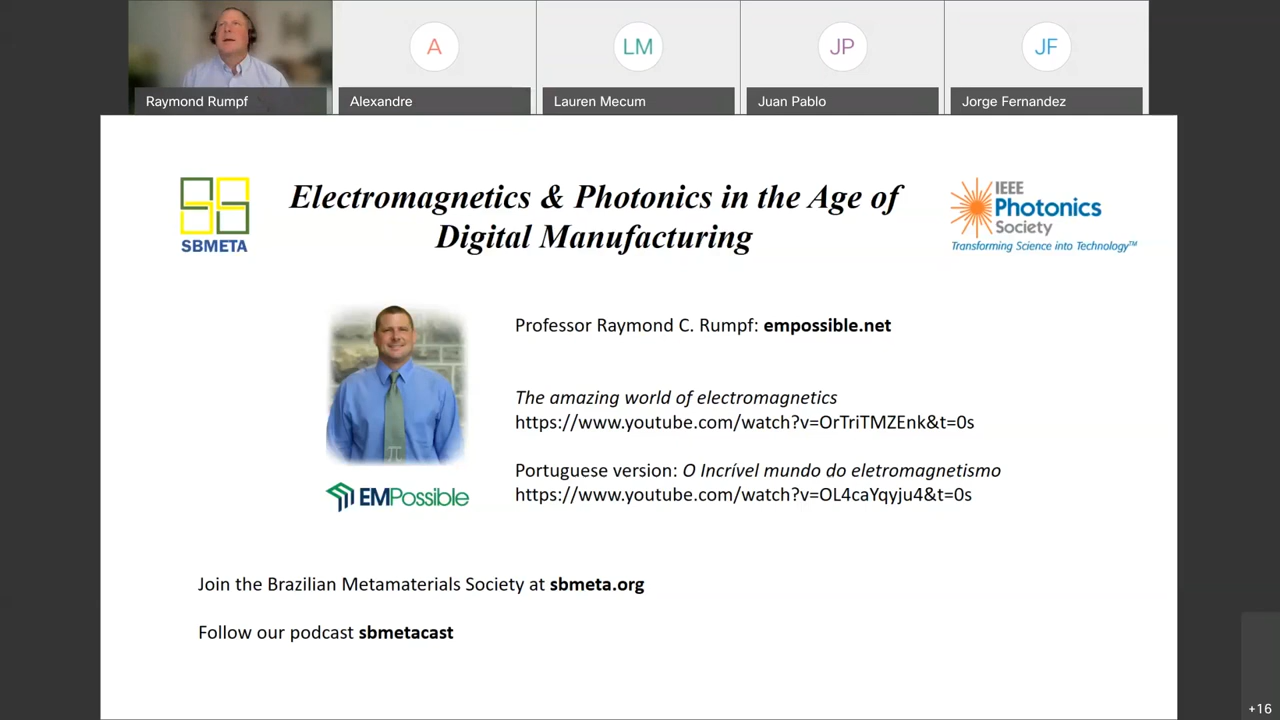 A
LM
JP
JF
Raymond Rumpf
Alexandre
Lauren Mecum
Juan Pablo
Jorge Fernandez
SBMETA
Electromagnetics & Photonics in the Age of
Digital Manufacturing
IEEE
Photonics
Society
Transforming Science into Technology™
Professor Raymond C. Rumpf: empossible.net
The amazing world of electromagnetics
https://www.youtube.com/watch?v=OrTriTMZEnk&t=0s
Portuguese version: O Incrível mundo do eletromagnetismo
https://www.youtube.com/watch?v=OL4caYqyju4&t=0s
EMPossible
Join the Brazilian Metamaterials Society at sbmeta.org
Follow our podcast sbmetacast
+16